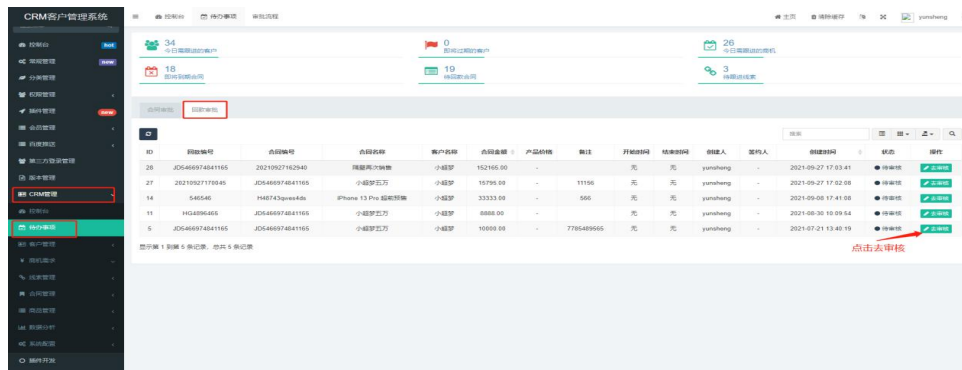 CRM客户管理系统
控制台 待办事项 审批流程 主页 清除缓存 yunsheng
控制台 hot
常规管理 new
分类管理
权限管理
插件管理 new
会员管理
百度推送
第三方登录管理
版本管理
CRM管理
控制台
待办事项
客户管理
商机需求
线索管理
合同管理
商品管理
数据分析
系统配置
插件开发
34
今日需跟进的客户
0
即将过期的客户
26
今日需跟进的商机
18
即将到期合同
19
待回款合同
3
待跟进线索
合同审批 回款审批
搜索
ID 回款编号 合同编号 合同名称 客户名称 合同金额 产品价格 备注 开始时间 结束时间 创建人 签约人 创建时间 状态 操作
28 JD5466974841165 20210927162940 隔壁再次销售 小超梦 152165.00 - 无 无 yunsheng - 2021-09-27 17:03:41 待审核 去审核
27 20210927170045 JD5466974841165 小超梦五万 小超梦 15795.00 - 11156 无 无 yunsheng - 2021-09-27 17:02:08 待审核 去审核
14 546546 H48743qwes4ds iPhone 13 Pro 超前预售 小超梦 33333.00 - 566 无 无 yunsheng - 2021-09-08 17:41:08 待审核 去审核
11 HG4896466 JD5466974841165 小超梦五万 小超梦 8888.00 - 无 无 yunsheng - 2021-08-30 10:09:54 待审核 去审核
5 JD5466974841165 JD5466974841165 小超梦五万 小超梦 10000.00 - 7785489565 无 无 yunsheng - 2021-07-21 13:40:19 待审核 去审核
显示第 1 到第 5 条记录，总共 5 条记录
点击去审核